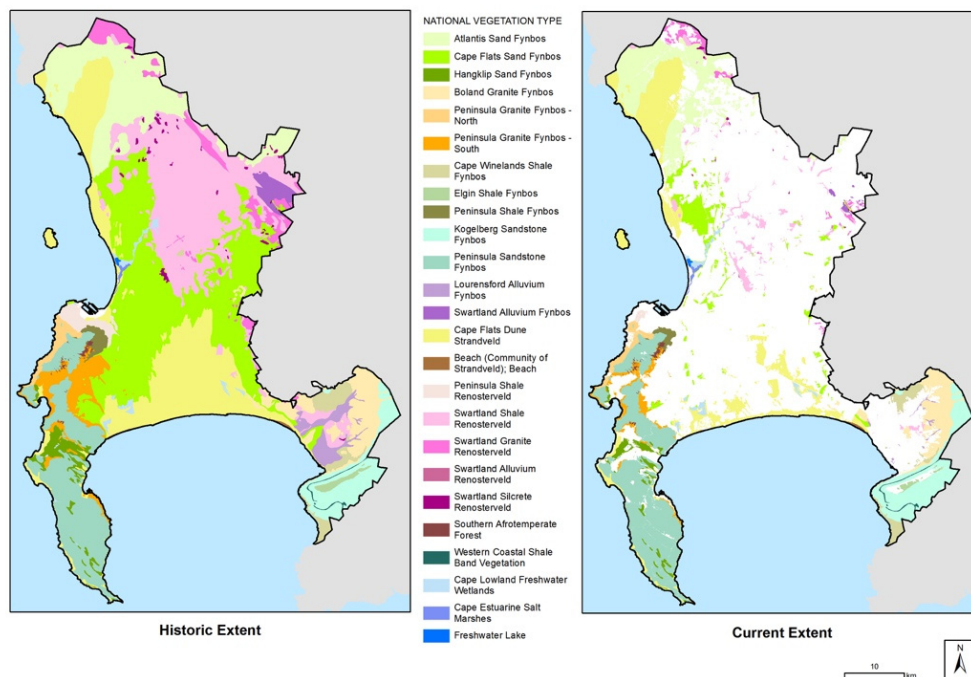 NATIONAL VEGETATION TYPE
Atlantis Sand Fynbos
Cape Flats Sand Fynbos
Hangklip Sand Fynbos
Boland Granite Fynbos
Peninsula Granite Fynbos -
North
Peninsula Granite Fynbos -
South
Cape Winelands Shale
Fynbos
Elgin Shale Fynbos
Peninsula Shale Fynbos
Kogelberg Sandstone
Fynbos
Peninsula Sandstone
Fynbos
Lourensford Alluvium
Fynbos
Swartland Alluvium Fynbos
Cape Flats Dune
Strandveld
Beach (Community of
Strandveld); Beach
Peninsula Shale
Renosterveld
Swartland Shale
Renosterveld
Swartland Granite
Renosterveld
Swartland Alluvium
Renosterveld
Swartland Silcrete
Renosterveld
Southern Afrotemperate
Forest
Western Coastal Shale
Band Vegetation
Cape Lowland Freshwater
Wetlands
Cape Estuarine Salt
Marshes
Freshwater Lake
Historic Extent
Current Extent
10
km
N